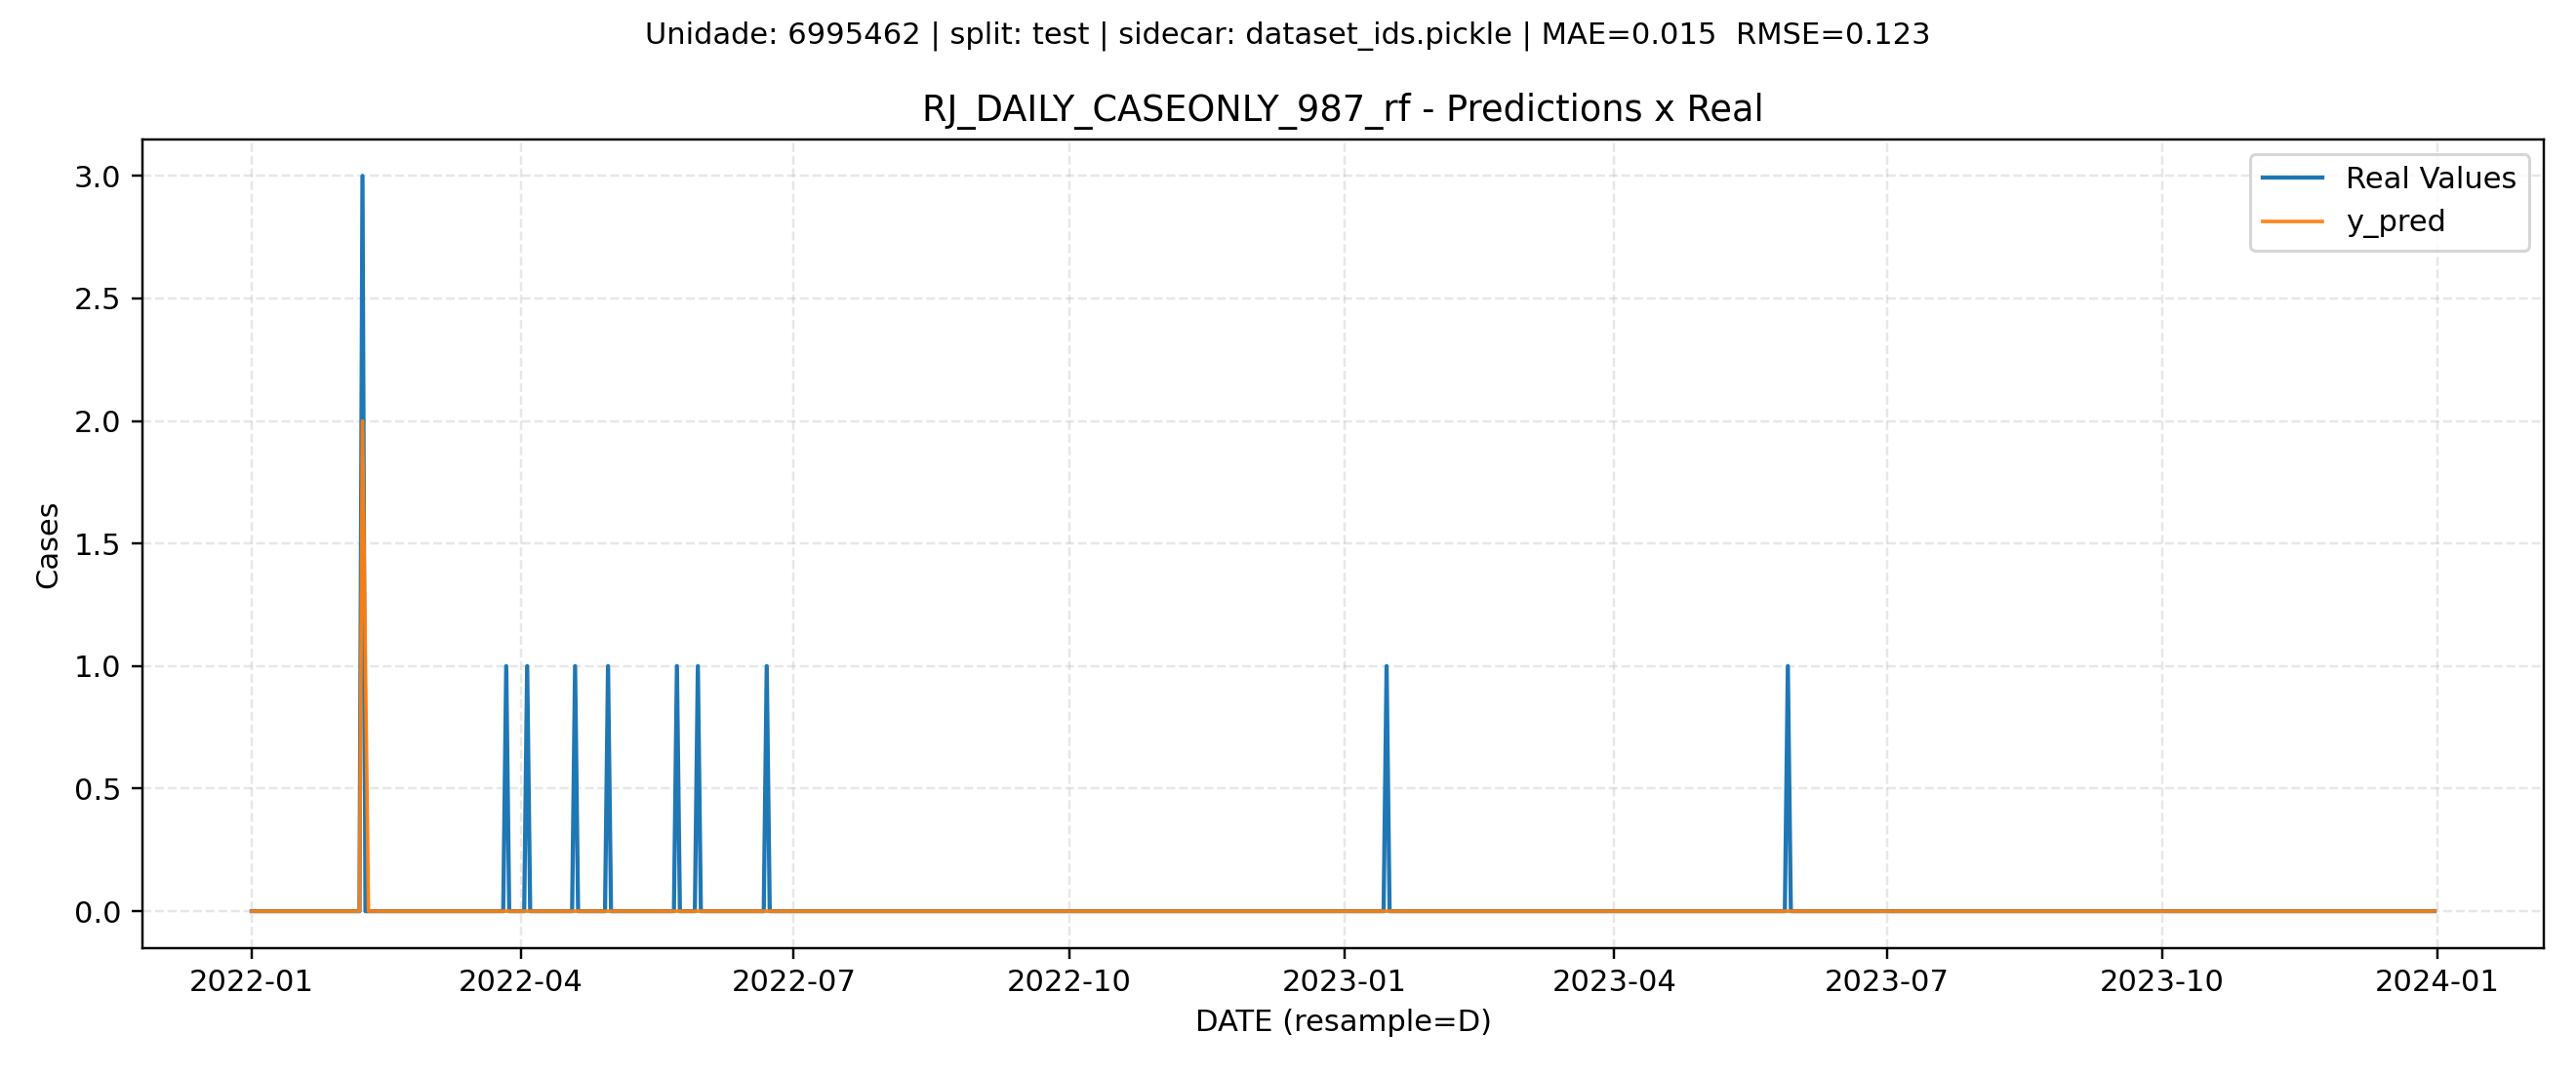 Unidade: 6995462 | split: test | sidecar: dataset_ids.pickle | MAE=0.015  RMSE=0.123
RJ_DAILY_CASEONLY_987_rf - Predictions x Real
Real Values
y_pred
Cases
3.0
2.5
2.0
1.5
1.0
0.5
0.0
2022-01 2022-04 2022-07 2022-10 2023-01 2023-04 2023-07 2023-10 2024-01
DATE (resample=D)